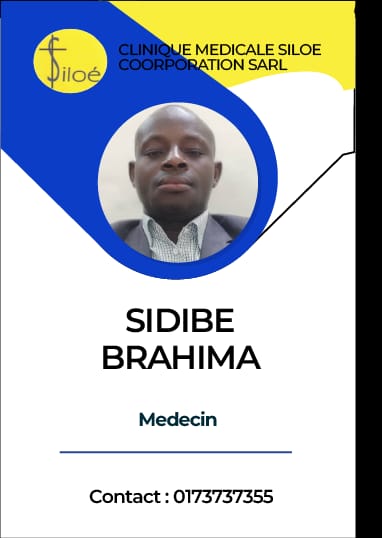 Siloé
CLINIQUE MEDICALE SILOE
COORPORATION SARL
SIDIBE
BRAHIMA
Medecin
Contact : 0173737355